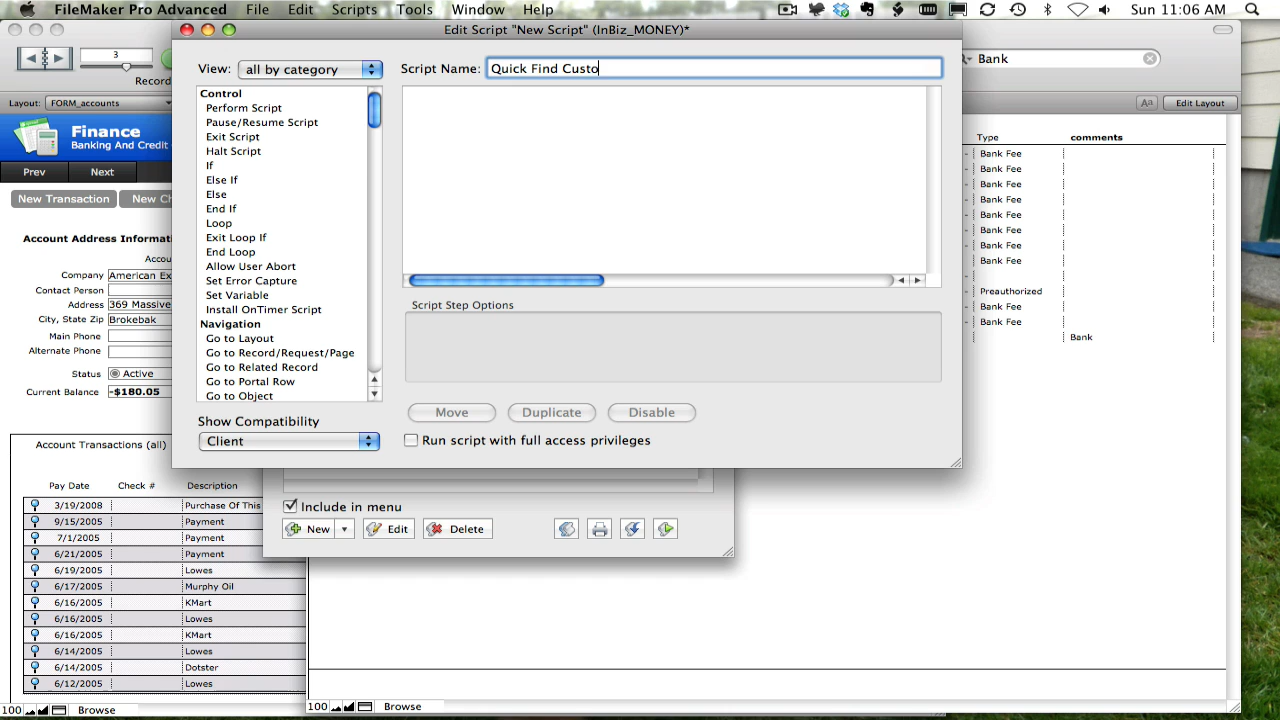 FileMaker Pro Advanced File Edit Scripts Tools Window Help Sun 11:06 AM
Edit Script "New Script" (InBiz_MONEY)*
3
Record
Layout: FORM_accounts
Bank
Aa
Edit Layout
Finance
Banking And Credit
Prev Next
New Transaction New Ch
Account Address Informat
Accou
Company American Ex
Contact Person
Address 369 Massive
City, State Zip Brokebak
Main Phone
Alternate Phone
Status Active
Current Balance -$180.05
Account Transactions (all)
Pay Date Check # Description
3/19/2008 Purchase Of This
9/15/2005 Payment
7/1/2005 Payment
6/21/2005 Payment
6/19/2005 Lowes
6/17/2005 Murphy Oil
6/16/2005 KMart
6/16/2005 Lowes
6/16/2005 KMart
6/14/2005 Lowes
6/14/2005 Dotster
6/12/2005 Lowes
100 Browse
View: all by category
Script Name: Quick Find Custo
Control
Perform Script
Pause/Resume Script
Exit Script
Halt Script
If
Else If
Else
End If
Loop
Exit Loop If
End Loop
Allow User Abort
Set Error Capture
Set Variable
Install OnTimer Script
Navigation
Go to Layout
Go to Record/Request/Page
Go to Related Record
Go to Portal Row
Go to Object
Script Step Options
Move Duplicate Disable
Show Compatibility
Client
Run script with full access privileges
Include in menu
New Edit Delete
Type comments
Bank Fee
Bank Fee
Bank Fee
Bank Fee
Bank Fee
Bank Fee
Bank Fee
Bank Fee
Preauthorized
Bank Fee
Bank Fee
Bank
100 Browse